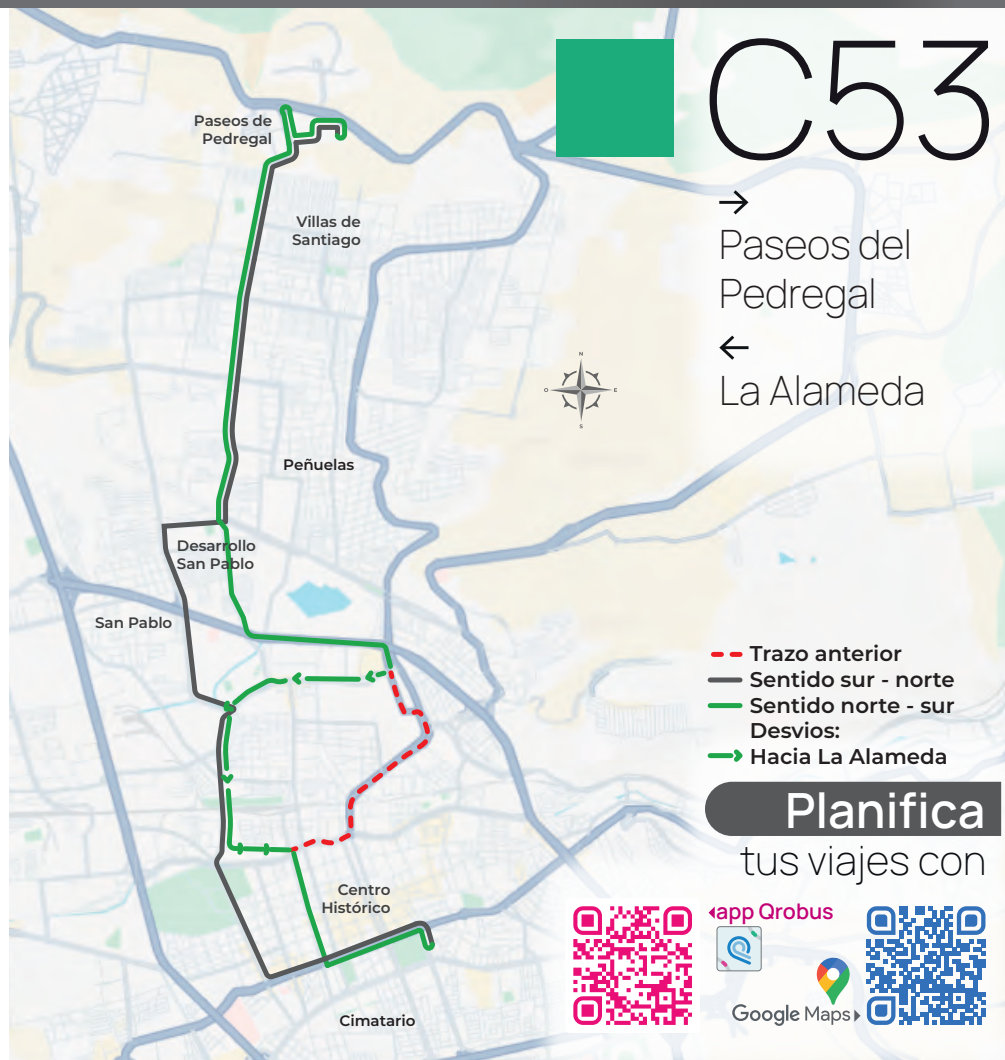 C53
→
Paseos del
Pedregal
←
La Alameda
Paseos de
Pedregal
Villas de
Santiago
N
O
E
S
Peñuelas
Desarrollo
San Pablo
San Pablo
Trazo anterior
Sentido sur - norte
Sentido norte - sur
Desvios:
Hacia La Alameda
Planifica
tus viajes con
Centro
Histórico
app Qrobus
Google Maps
Cimatario